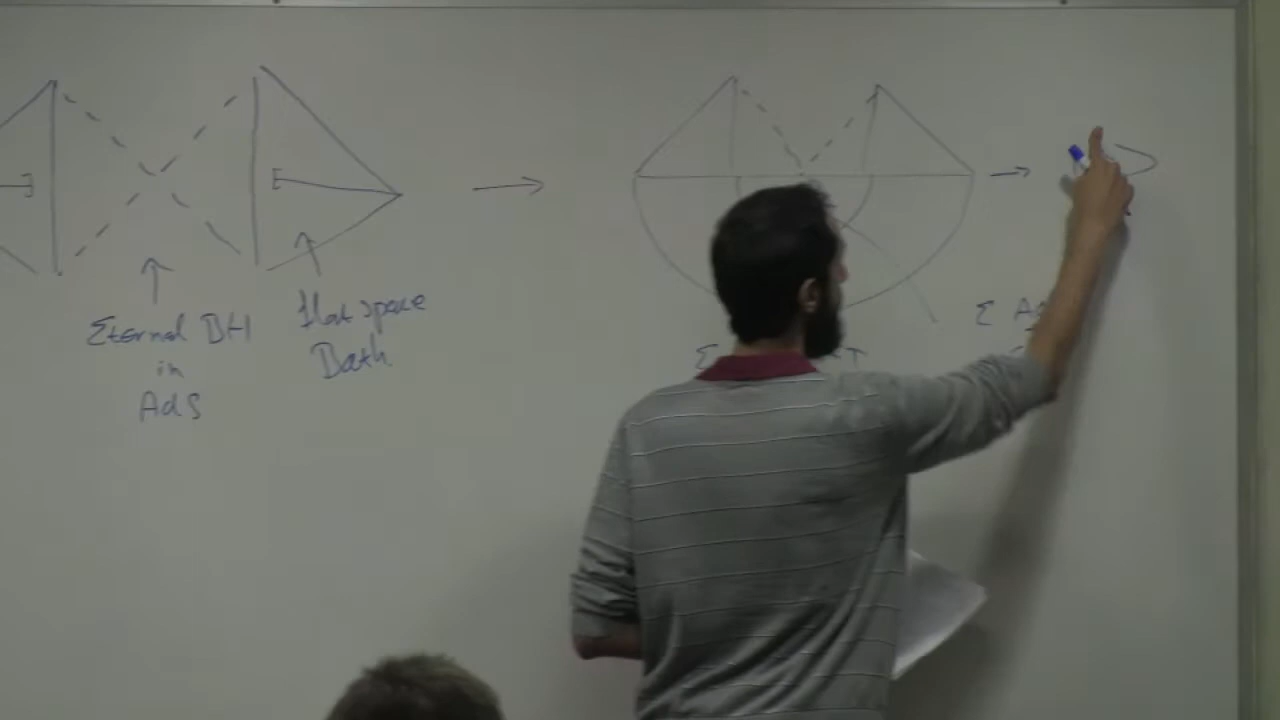 Eternal BH
in
AdS
flat space
Bath